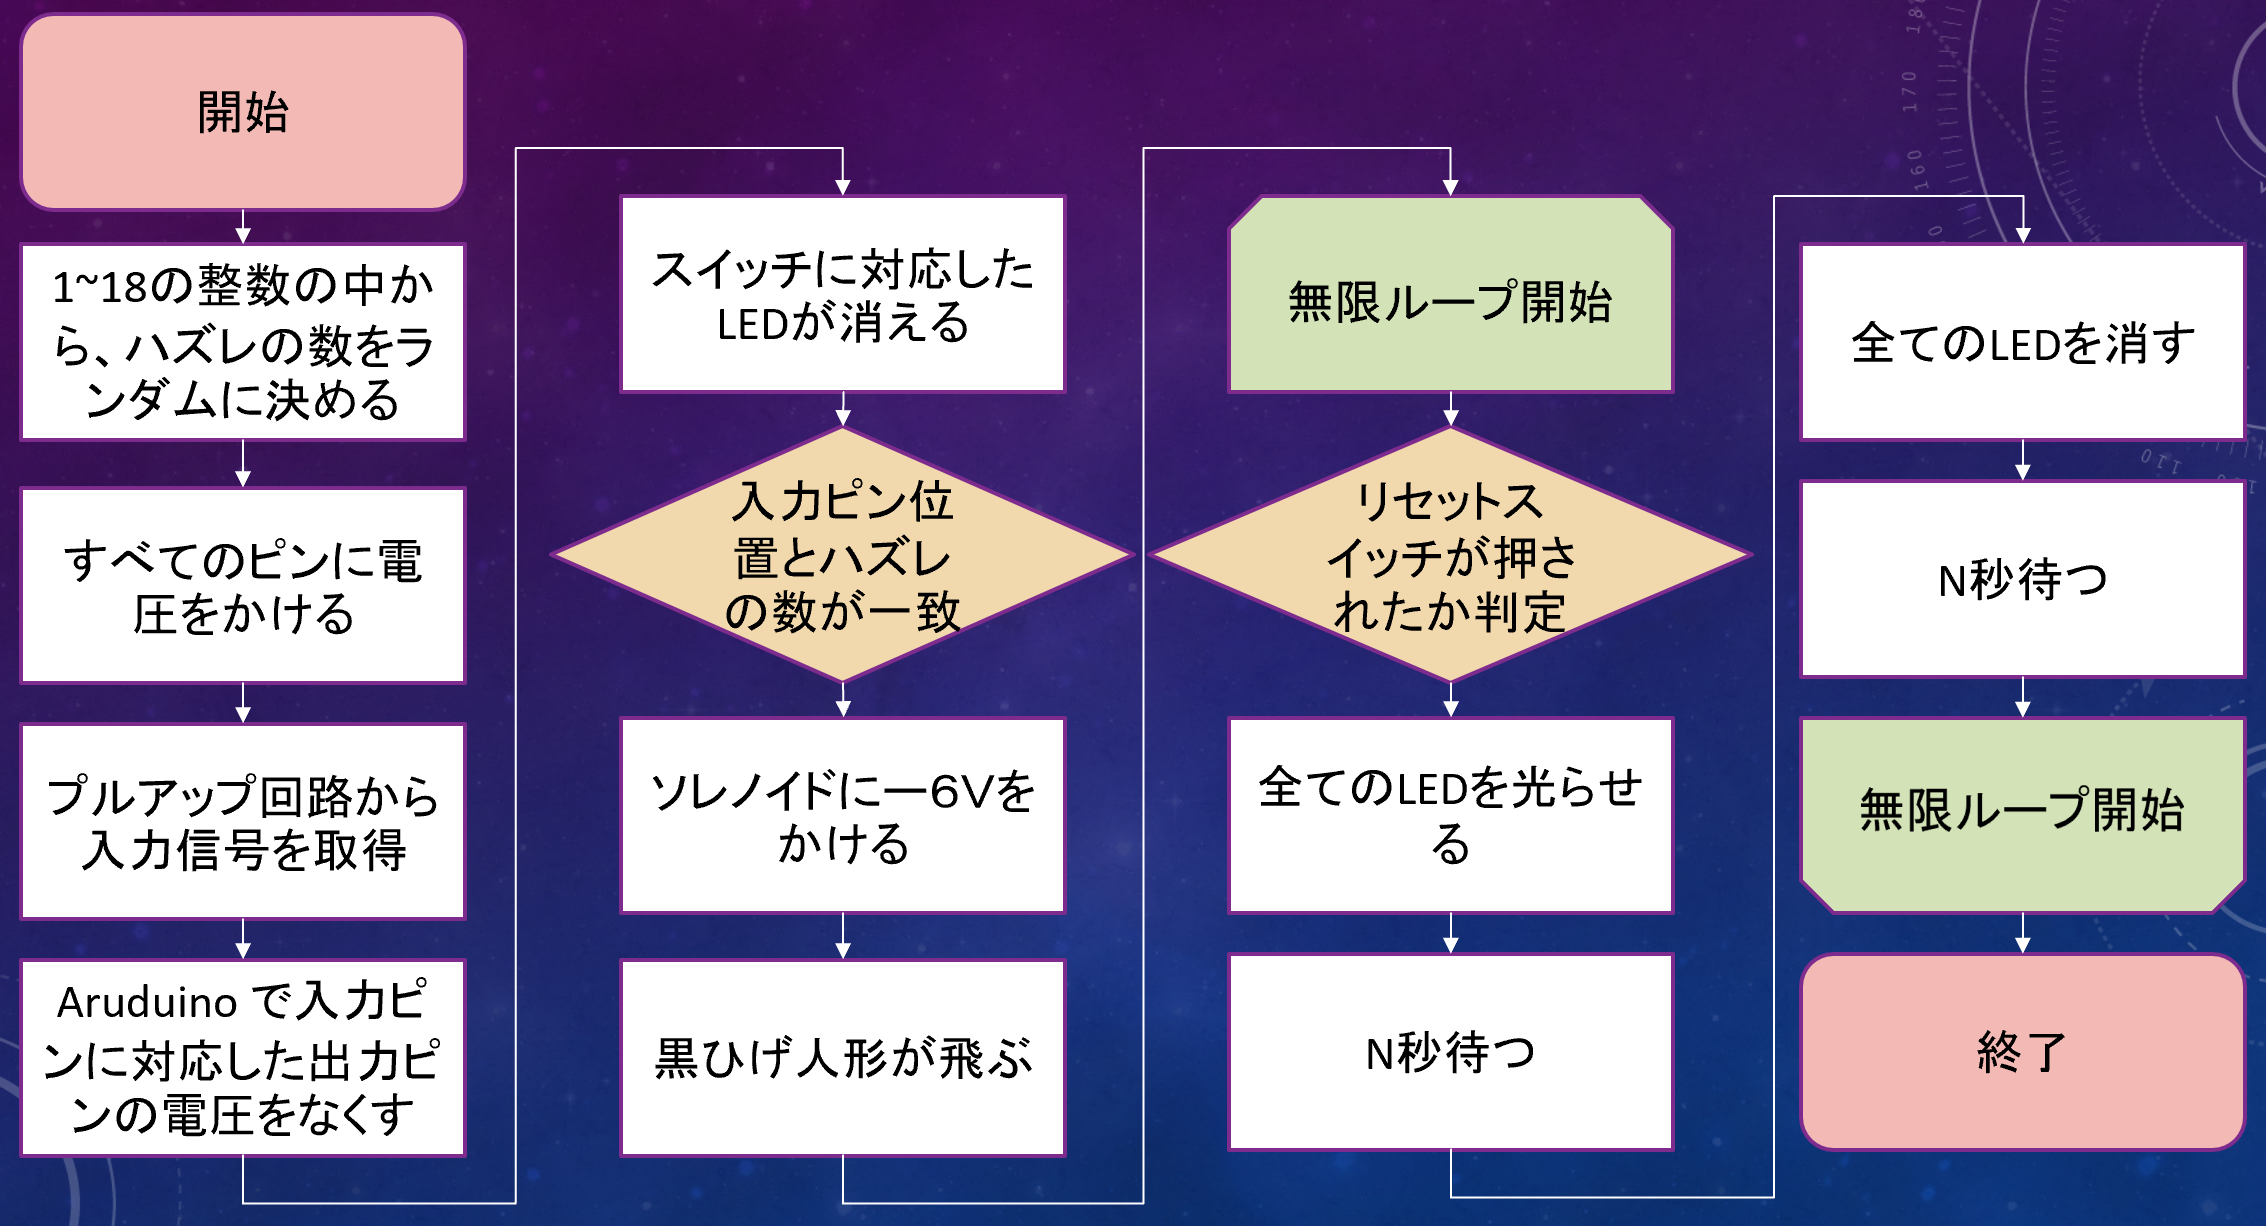 開始
1~18の整数の中か
ら、ハズレの数をラ
ンダムに決める
すべてのピンに電
圧をかける
プルアップ回路から
入力信号を取得
Aruduino で入力ピ
ンに対応した出力ピ
ンの電圧をなくす
スイッチに対応した
LEDが消える
入力ピン位
置とハズレ
の数が一致
ソレノイドにー6Vを
かける
黒ひげ人形が飛ぶ
無限ループ開始
リセットス
イッチが押さ
れたか判定
全てのLEDを光らせ
る
N秒待つ
全てのLEDを消す
N秒待つ
無限ループ開始
終了
180
170
160
110